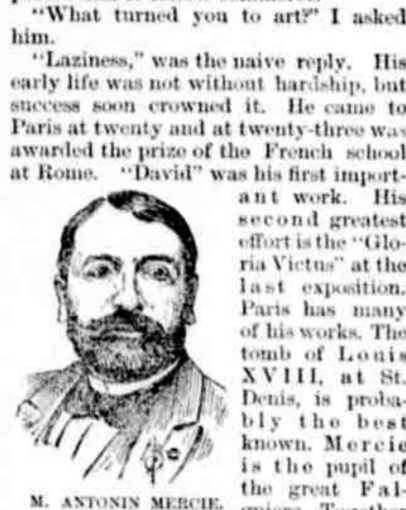 "What turned you to art?" I asked
him.
"Laziness," was the naive reply. His
early life was not without hardship, but
success soon crowned it. He came to
Paris at twenty and at twenty-three was
awarded the prize of the French school
at Rome. "David" was his first import-
ant work. His
second greatest
effort is the "Glo-
ria Victus" at the
last exposition.
Paris has many
of his works. The
tomb of Louis
XVIII, at St.
Denis, is proba-
bly the best
known. Mercie
is the pupil of
the great Fal-
M. ANTONIN MERCIE.